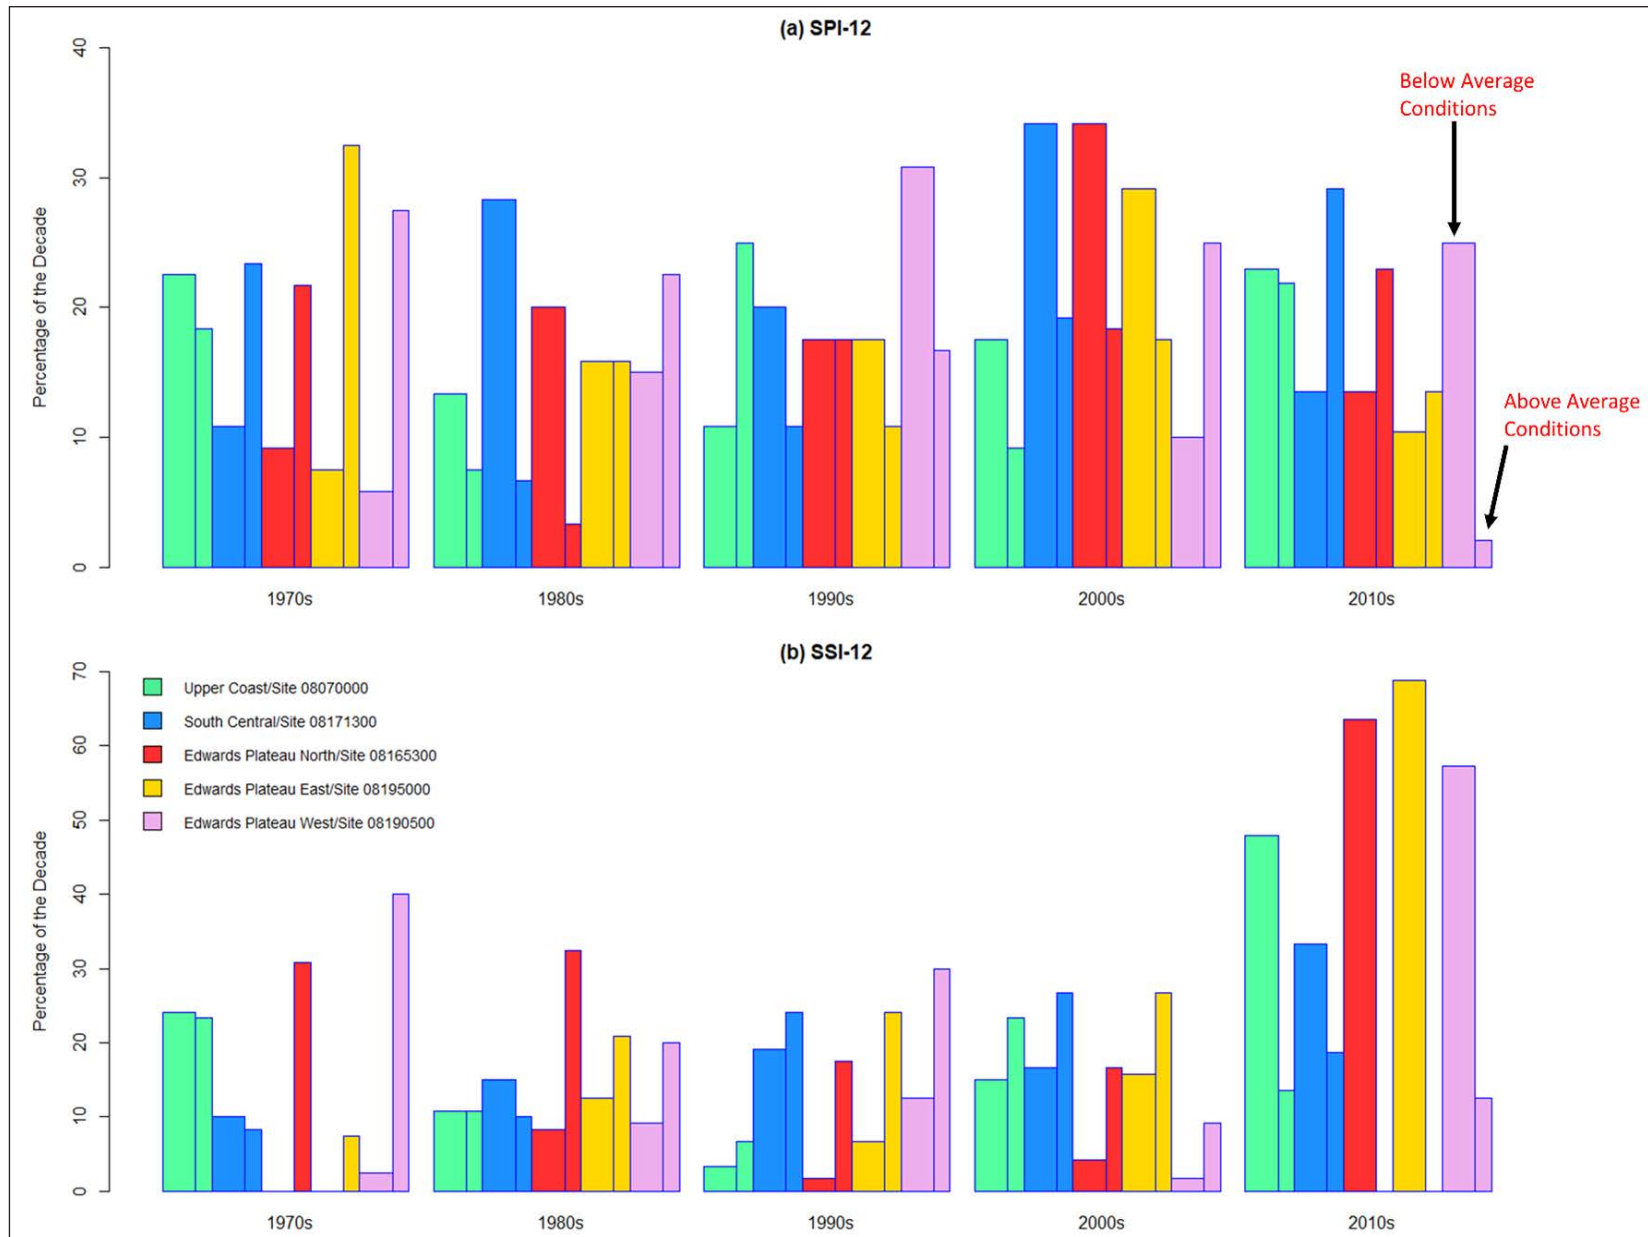 (a) SPI-12
40
30
20
10
0
Percentage of the Decade
Below Average
Conditions
Above Average
Conditions
1970s
1980s
1990s
2000s
2010s
(b) SSI-12
70
60
50
40
30
20
10
0
Percentage of the Decade
Upper Coast/Site 08070000
South Central/Site 08171300
Edwards Plateau North/Site 08165300
Edwards Plateau East/Site 08195000
Edwards Plateau West/Site 08190500
1970s
1980s
1990s
2000s
2010s